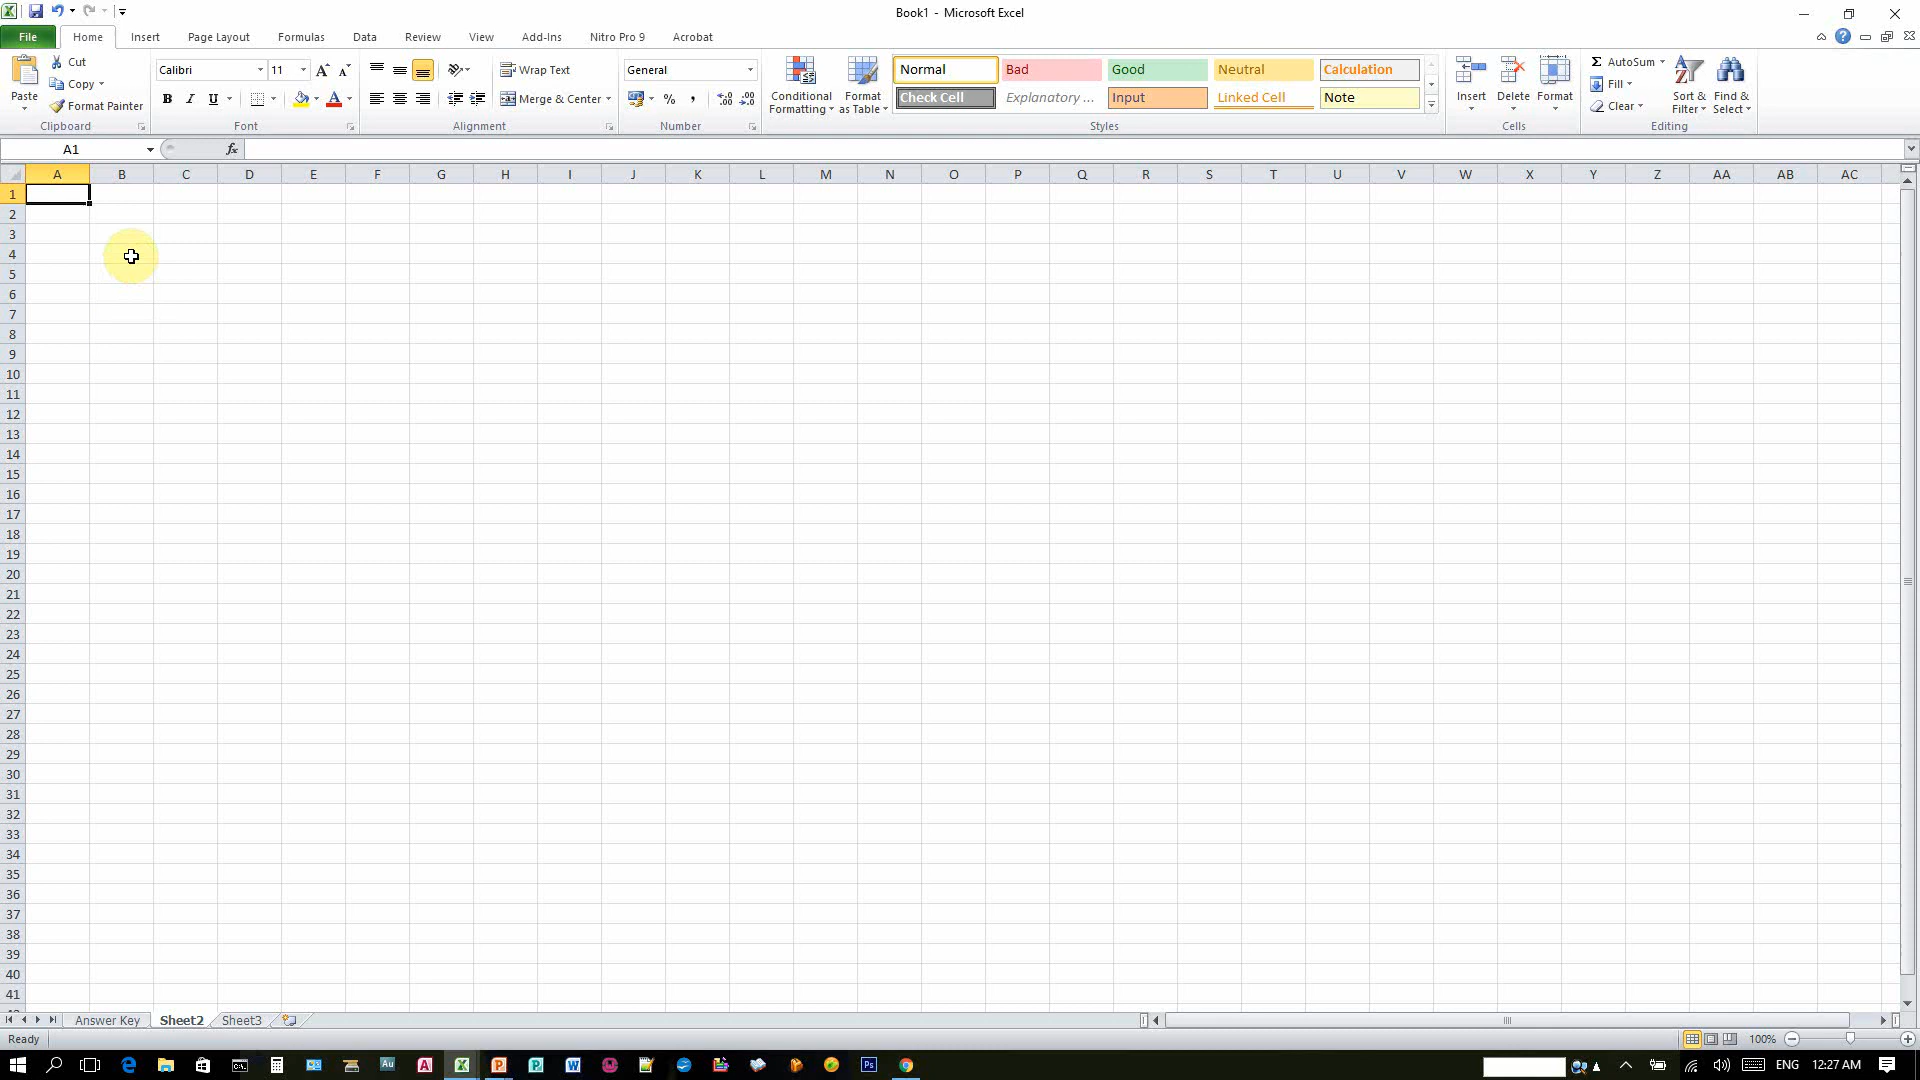 Book1 - Microsoft Excel
File Home Insert Page Layout Formulas Data Review View Add-Ins Nitro Pro 9 Acrobat
Paste
Cut
Copy
Format Painter
Clipboard
Calibri 11
B I U
Font
Wrap Text
Merge & Center
Alignment
General
Number
Conditional Formatting
Format as Table
Normal Bad Good Neutral Calculation
Check Cell Explanatory ... Input Linked Cell Note
Styles
Insert Delete Format
Cells
AutoSum
Fill
Clear
Sort & Filter
Find & Select
Editing
A1 fx
A B C D E F G H I J K L M N O P Q R S T U V W X Y Z AA AB AC
1
2
3
4
5
6
7
8
9
10
11
12
13
14
15
16
17
18
19
20
21
22
23
24
25
26
27
28
29
30
31
32
33
34
35
36
37
38
39
40
41
Answer Key Sheet2 Sheet3
Ready 100%
ENG 12:27 AM